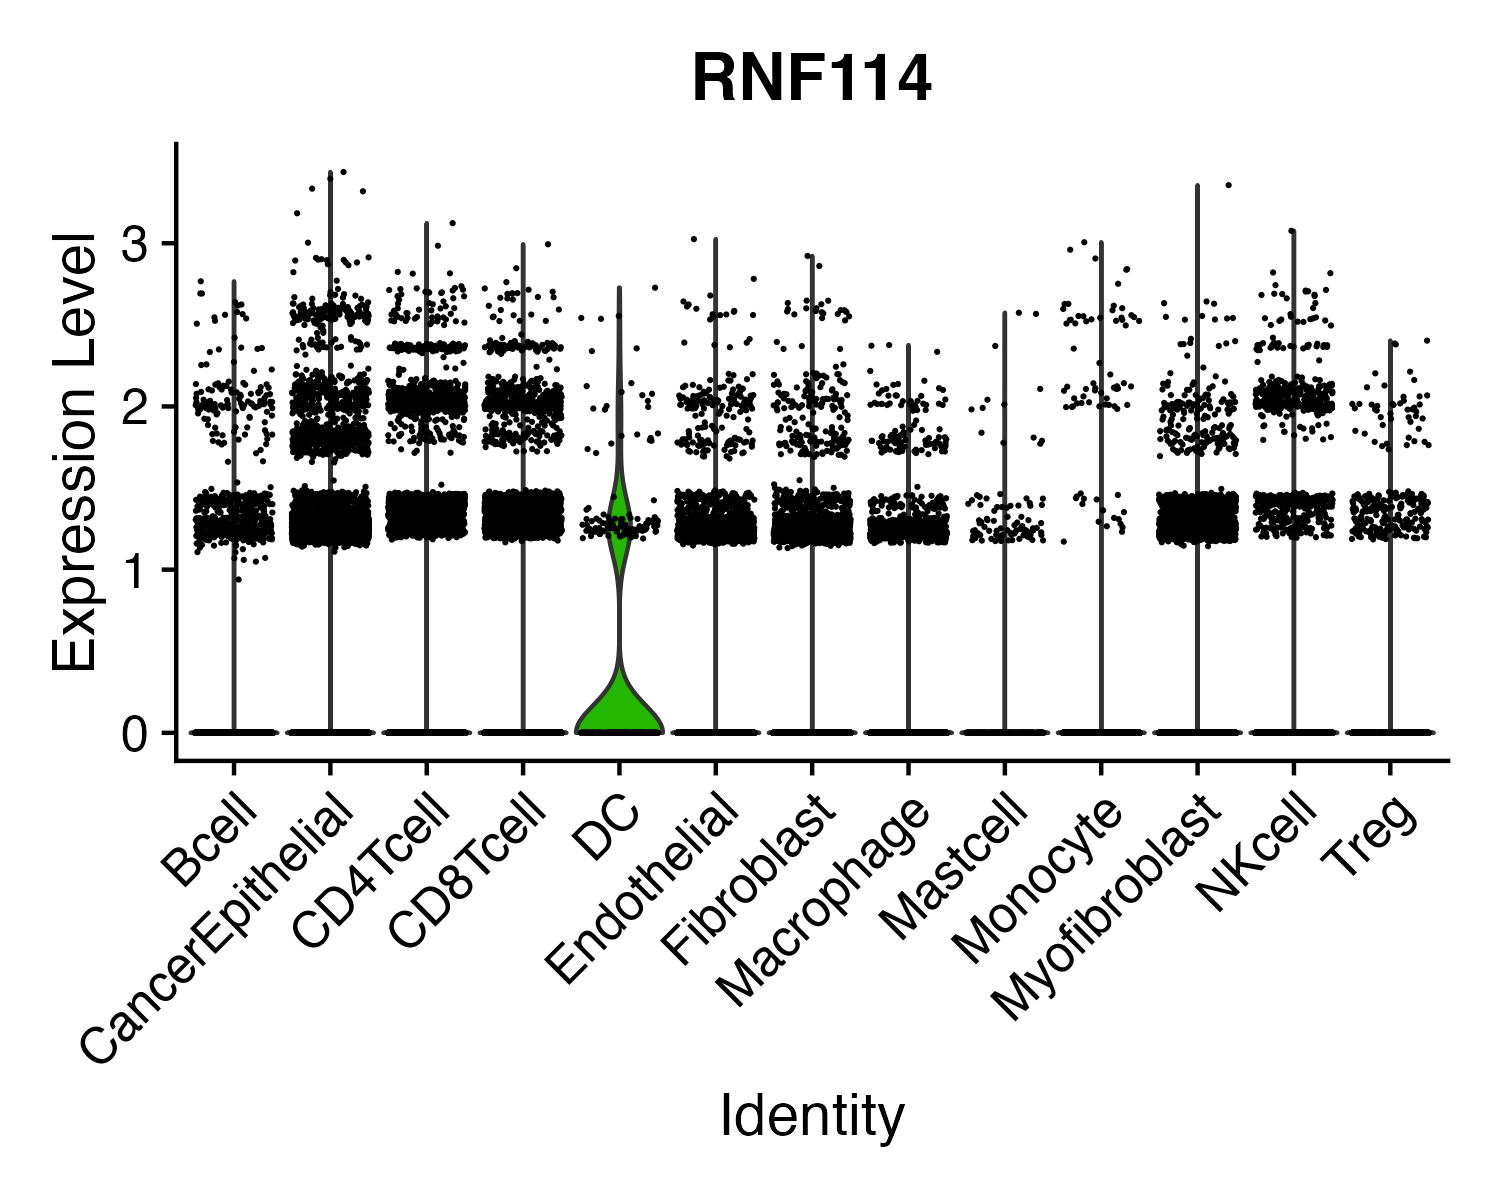 RNF114
Expression Level
3
2
1
0
Bcell
CancerEpithelial
CD4Tcell
CD8Tcell
DC
Endothelial
Fibroblast
Macrophage
Mastcell
Monocyte
Myofibroblast
NKcell
Treg
Identity